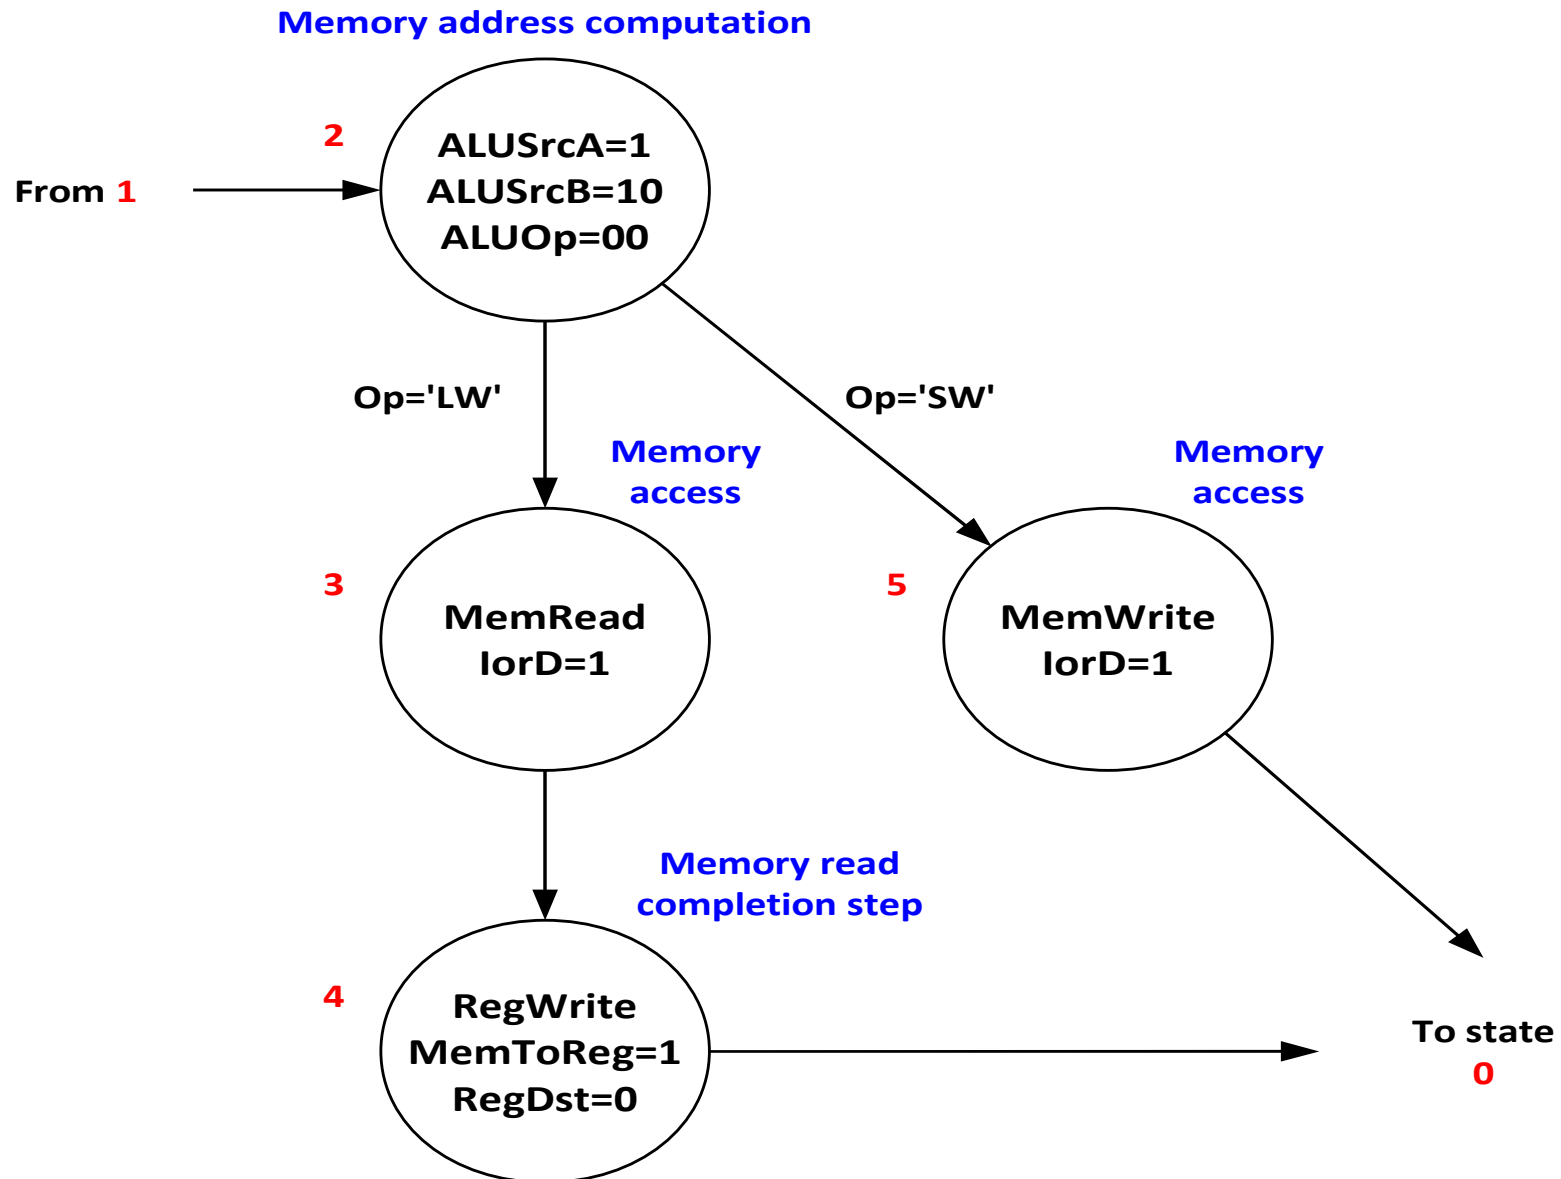 Memory address computation
2
ALUSrcA=1
From 1
ALUSrcB=10
ALUOp=00
Op='LW'
Op='SW'
Memory
access
Memory
access
3
5
MemRead
IorD=1
MemWrite
IorD=1
Memory read
completion step
4
RegWrite
MemToReg=1
RegDst=0
To state
0